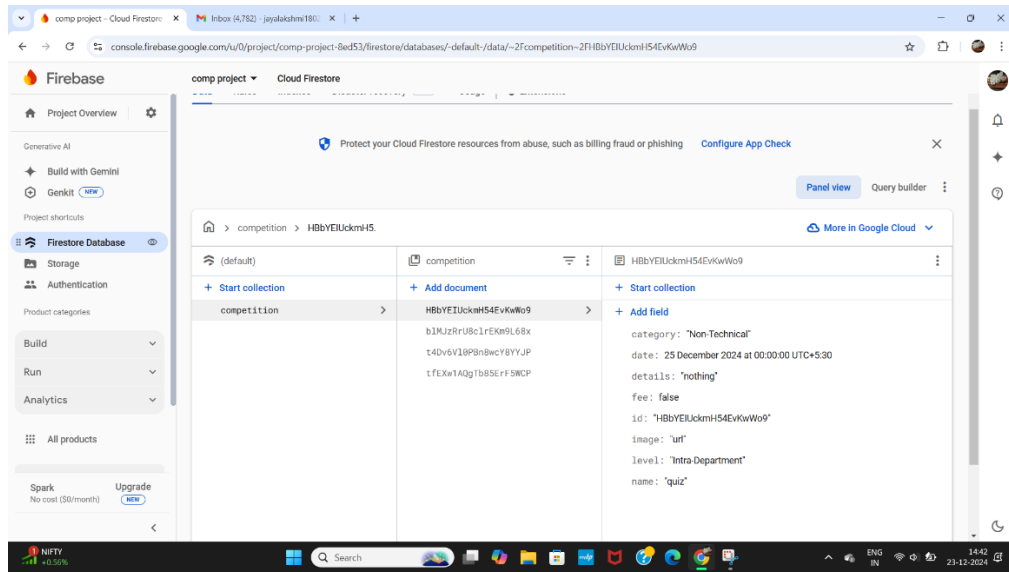 comp project – Cloud Firestore
Inbox (4,782) - jayalakshmi180
console.firebase.google.com/u/0/project/comp-project-8ed53/firestore/databases/-default-/data/~2Fcompetition~2FHBbYEIUckmH54EvKwWo9
Firebase
comp project
Cloud Firestore
Project Overview
Protect your Cloud Firestore resources from abuse, such as billing fraud or phishing
Configure App Check
Generative AI
Build with Gemini
Genkit NEW
Panel view
Query builder
Project shortcuts
Firestore Database
Storage
Authentication
competition
HBbYEIUckmH5.
More in Google Cloud
(default)
competition
HBbYEIUckmH54EvKwWo9
+ Start collection
+ Add document
+ Start collection
competition
HBbYEIUckmH54EvKwWo9
blMJzRrU8clrEKm9L68x
t4Dv6Vl0PBn8wcY8YYJP
tfEXw1AQgTb85ErF5WCP
+ Add field
category: "Non-Technical"
date: 25 December 2024 at 00:00:00 UTC+5:30
details: "nothing"
fee: false
id: "HBbYEIUckmH54EvKwWo9"
image: "url"
level: "Intra-Department"
name: "quiz"
Product categories
Build
Run
Analytics
All products
Spark
No cost ($0/month)
Upgrade
NEW
1
NIFTY
+0.56%
Search
ENG
IN
14:42
23-12-2024